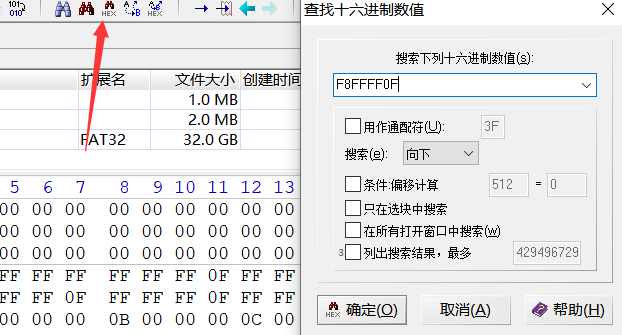 101 010
HEX
A B
HEX
扩展名 文件大小 创建时间
1.0 MB
2.0 MB
FAT32 32.0 GB
5 6 7 8 9 10 11 12 13
00 00 00 00 00 00 00 00 00
00 00 00 00 00 00 00 00 00
00 00 00 00 00 00 00 00 00
FF FF FF FF FF FF 0F FF FF
FF FF 0F FF FF FF 0F FF FF
00 00 00 0B 00 00 00 0C 00
查找十六进制数值
搜索下列十六进制数值(s):
F8FFFF0F
用作通配符(U): 3F
搜索(e): 向下
条件:偏移计算 512 = 0
只在选块中搜索
在所有打开窗口中搜索(w)
3 列出搜索结果，最多 429496729
HEX 确定(O) 取消(A) 帮助(H)